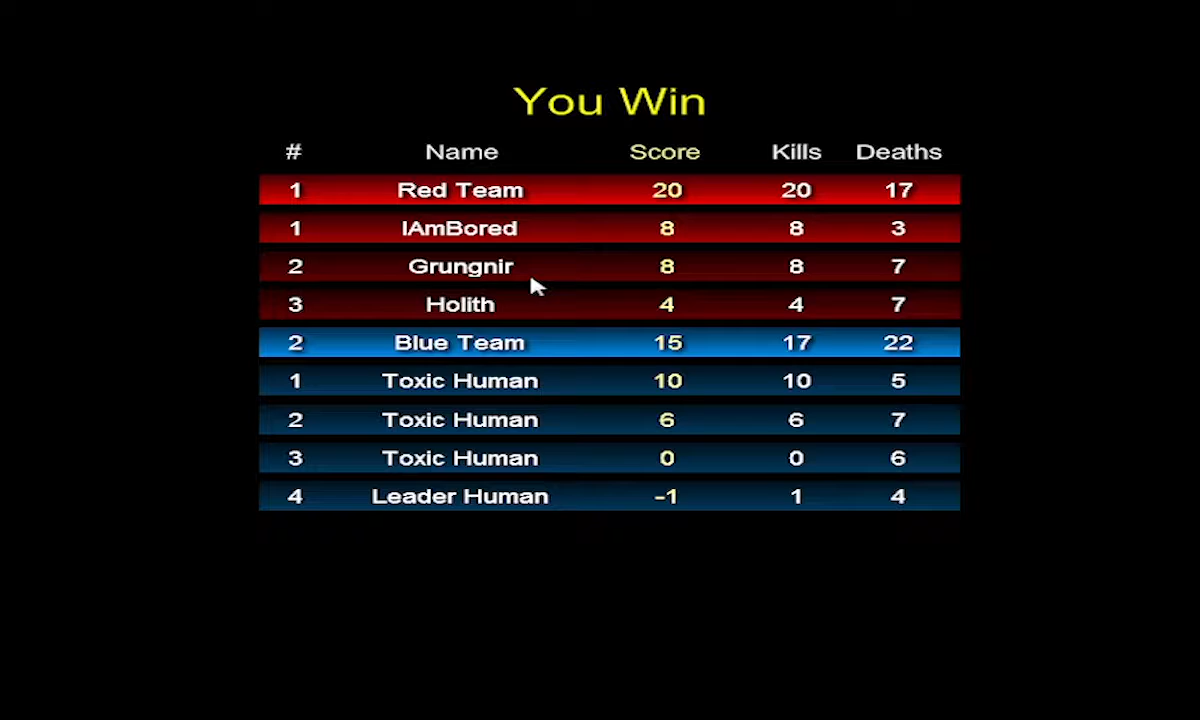 You Win
# Name Score Kills Deaths
1 Red Team 20 20 17
1 IAmBored 8 8 3
2 Grungnir 8 8 7
3 Holith 4 4 7
2 Blue Team 15 17 22
1 Toxic Human 10 10 5
2 Toxic Human 6 6 7
3 Toxic Human 0 0 6
4 Leader Human -1 1 4